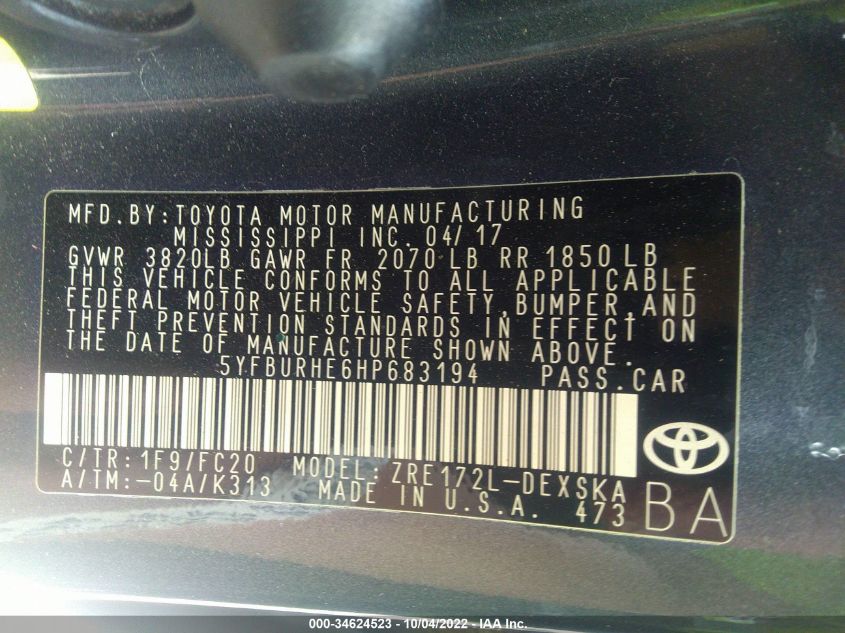 MFD.BY:TOYOTA MOTOR MANUFACTURING
MISSISSIPPI INC. 04/17
GVWR 3820LB GAWR FR 2070 LB RR 1850 LB
THIS VEHICLE CONFORMS TO ALL APPLICABLE
FEDERAL MOTOR VEHICLE SAFETY,BUMPER,AND
THEFT PREVENTION STANDARDS IN EFFECT ON
THE DATE OF MANUFACTURE SHOWN ABOVE.
5YFBURHE6HP683194 PASS.CAR
C/TR:1F9/FC20 MODEL:ZRE172L-DEXSKA
A/TM:-04A/K313 MADE IN U.S.A. 473
BA
000-34624523 - 10/04/2022 - IAA Inc.